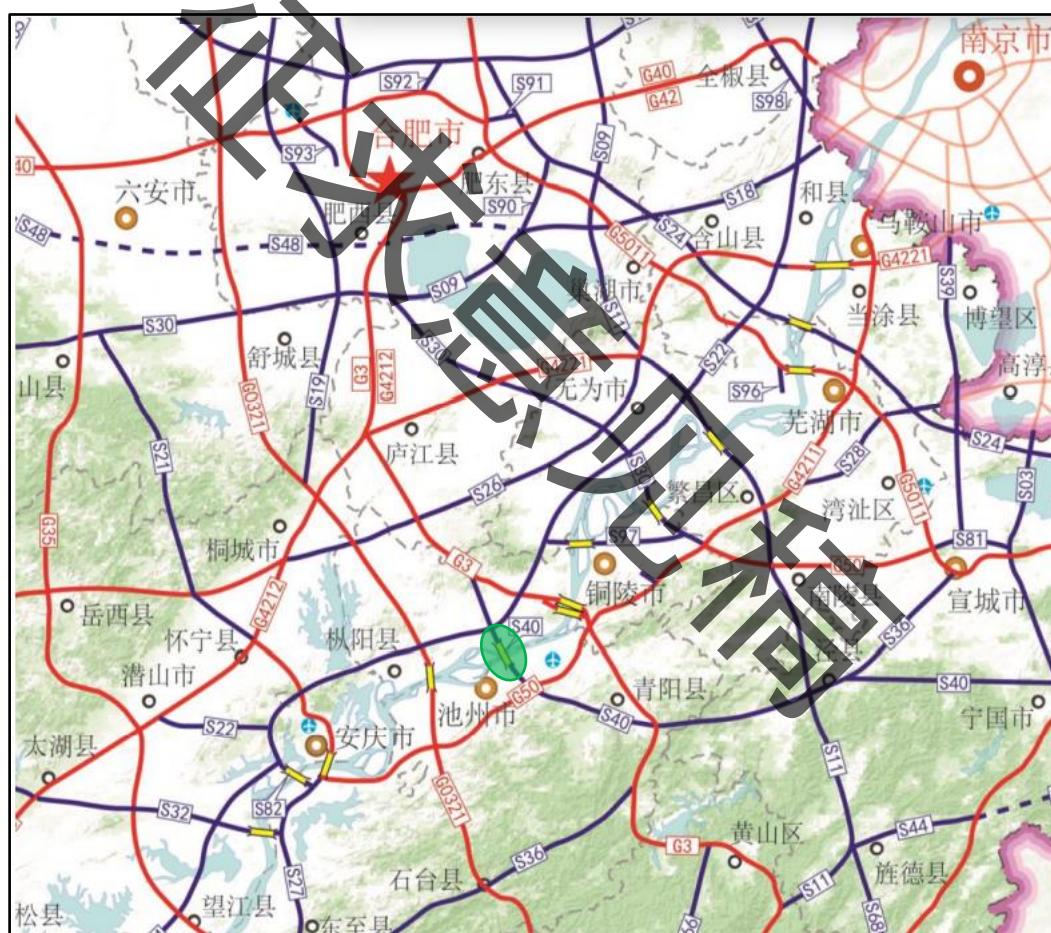 征求意见稿
南京市
G40
G42
全椒县
S92
S91
S98
合肥市
S93
S09
40
肥东县
六安市
S90
S18
和县
肥西县
S48
S48
S24
含山县
马鞍山市
G5011
G4221
S39
巢湖市
S09
S11
当涂县
博望区
S30
S30
舒城县
G3
G4212
G4221
S22
S96
高淳
山县
S19
无为市
芜湖市
G0321
S24
庐江县
S21
S26
S30
繁昌区
G4211
S28
湾沚区
G5011
S03
G35
桐城市
S97
S81
G3
G50
铜陵市
南陵县
宣城市
岳西县
G4212
怀宁县
枞阳县
S40
S36
泾县
潜山市
池州市
G50
青阳县
S40
S40
宁国市
S22
太湖县
安庆市
S11
S82
S32
G0321
黄山区
S44
G3
S36
旌德县
石台县
S27
S11
松县
望江县
东至县
S68